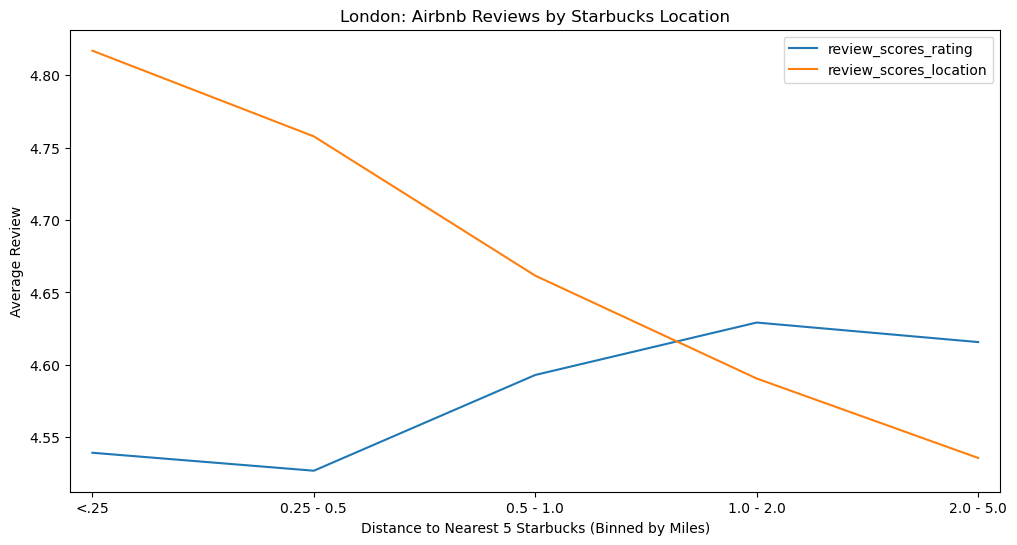 London: Airbnb Reviews by Starbucks Location
review_scores_rating
review_scores_location
Average Review
4.80
4.75
4.70
4.65
4.60
4.55
<.25
0.25 - 0.5
0.5 - 1.0
1.0 - 2.0
2.0 - 5.0
Distance to Nearest 5 Starbucks (Binned by Miles)